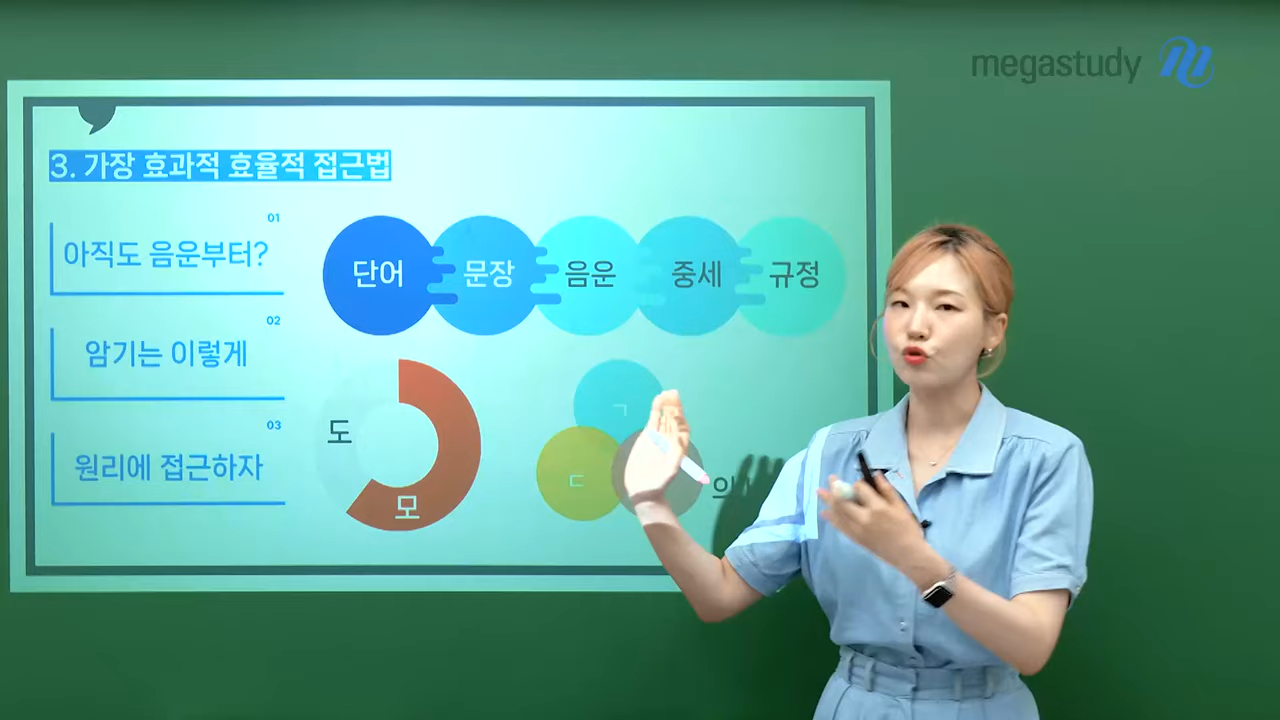 megastudy
3. 가장 효과적 효율적 접근법
01
아직도 음운부터?
02
암기는 이렇게
03
원리에 접근하자
단어 문장 음운 중세 규정
도
모
ㄱ
ㄷ
의